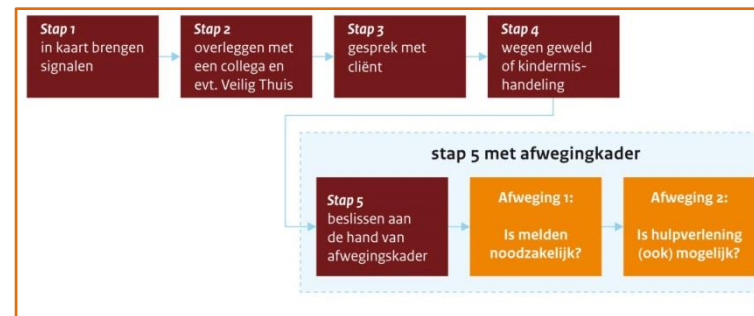 Stap 1
in kaart brengen
signalen
Stap 2
overleggen met
een collega en
evt. Veilig Thuis
Stap 3
gesprek met
cliënt
Stap 4
wegen geweld
of kindermis-
handeling
stap 5 met afwegingkader
Stap 5
beslissen aan
de hand van
afwegingskader
Afweging 1:
Is melden
noodzakelijk?
Afweging 2:
Is hulpverlening
(ook) mogelijk?